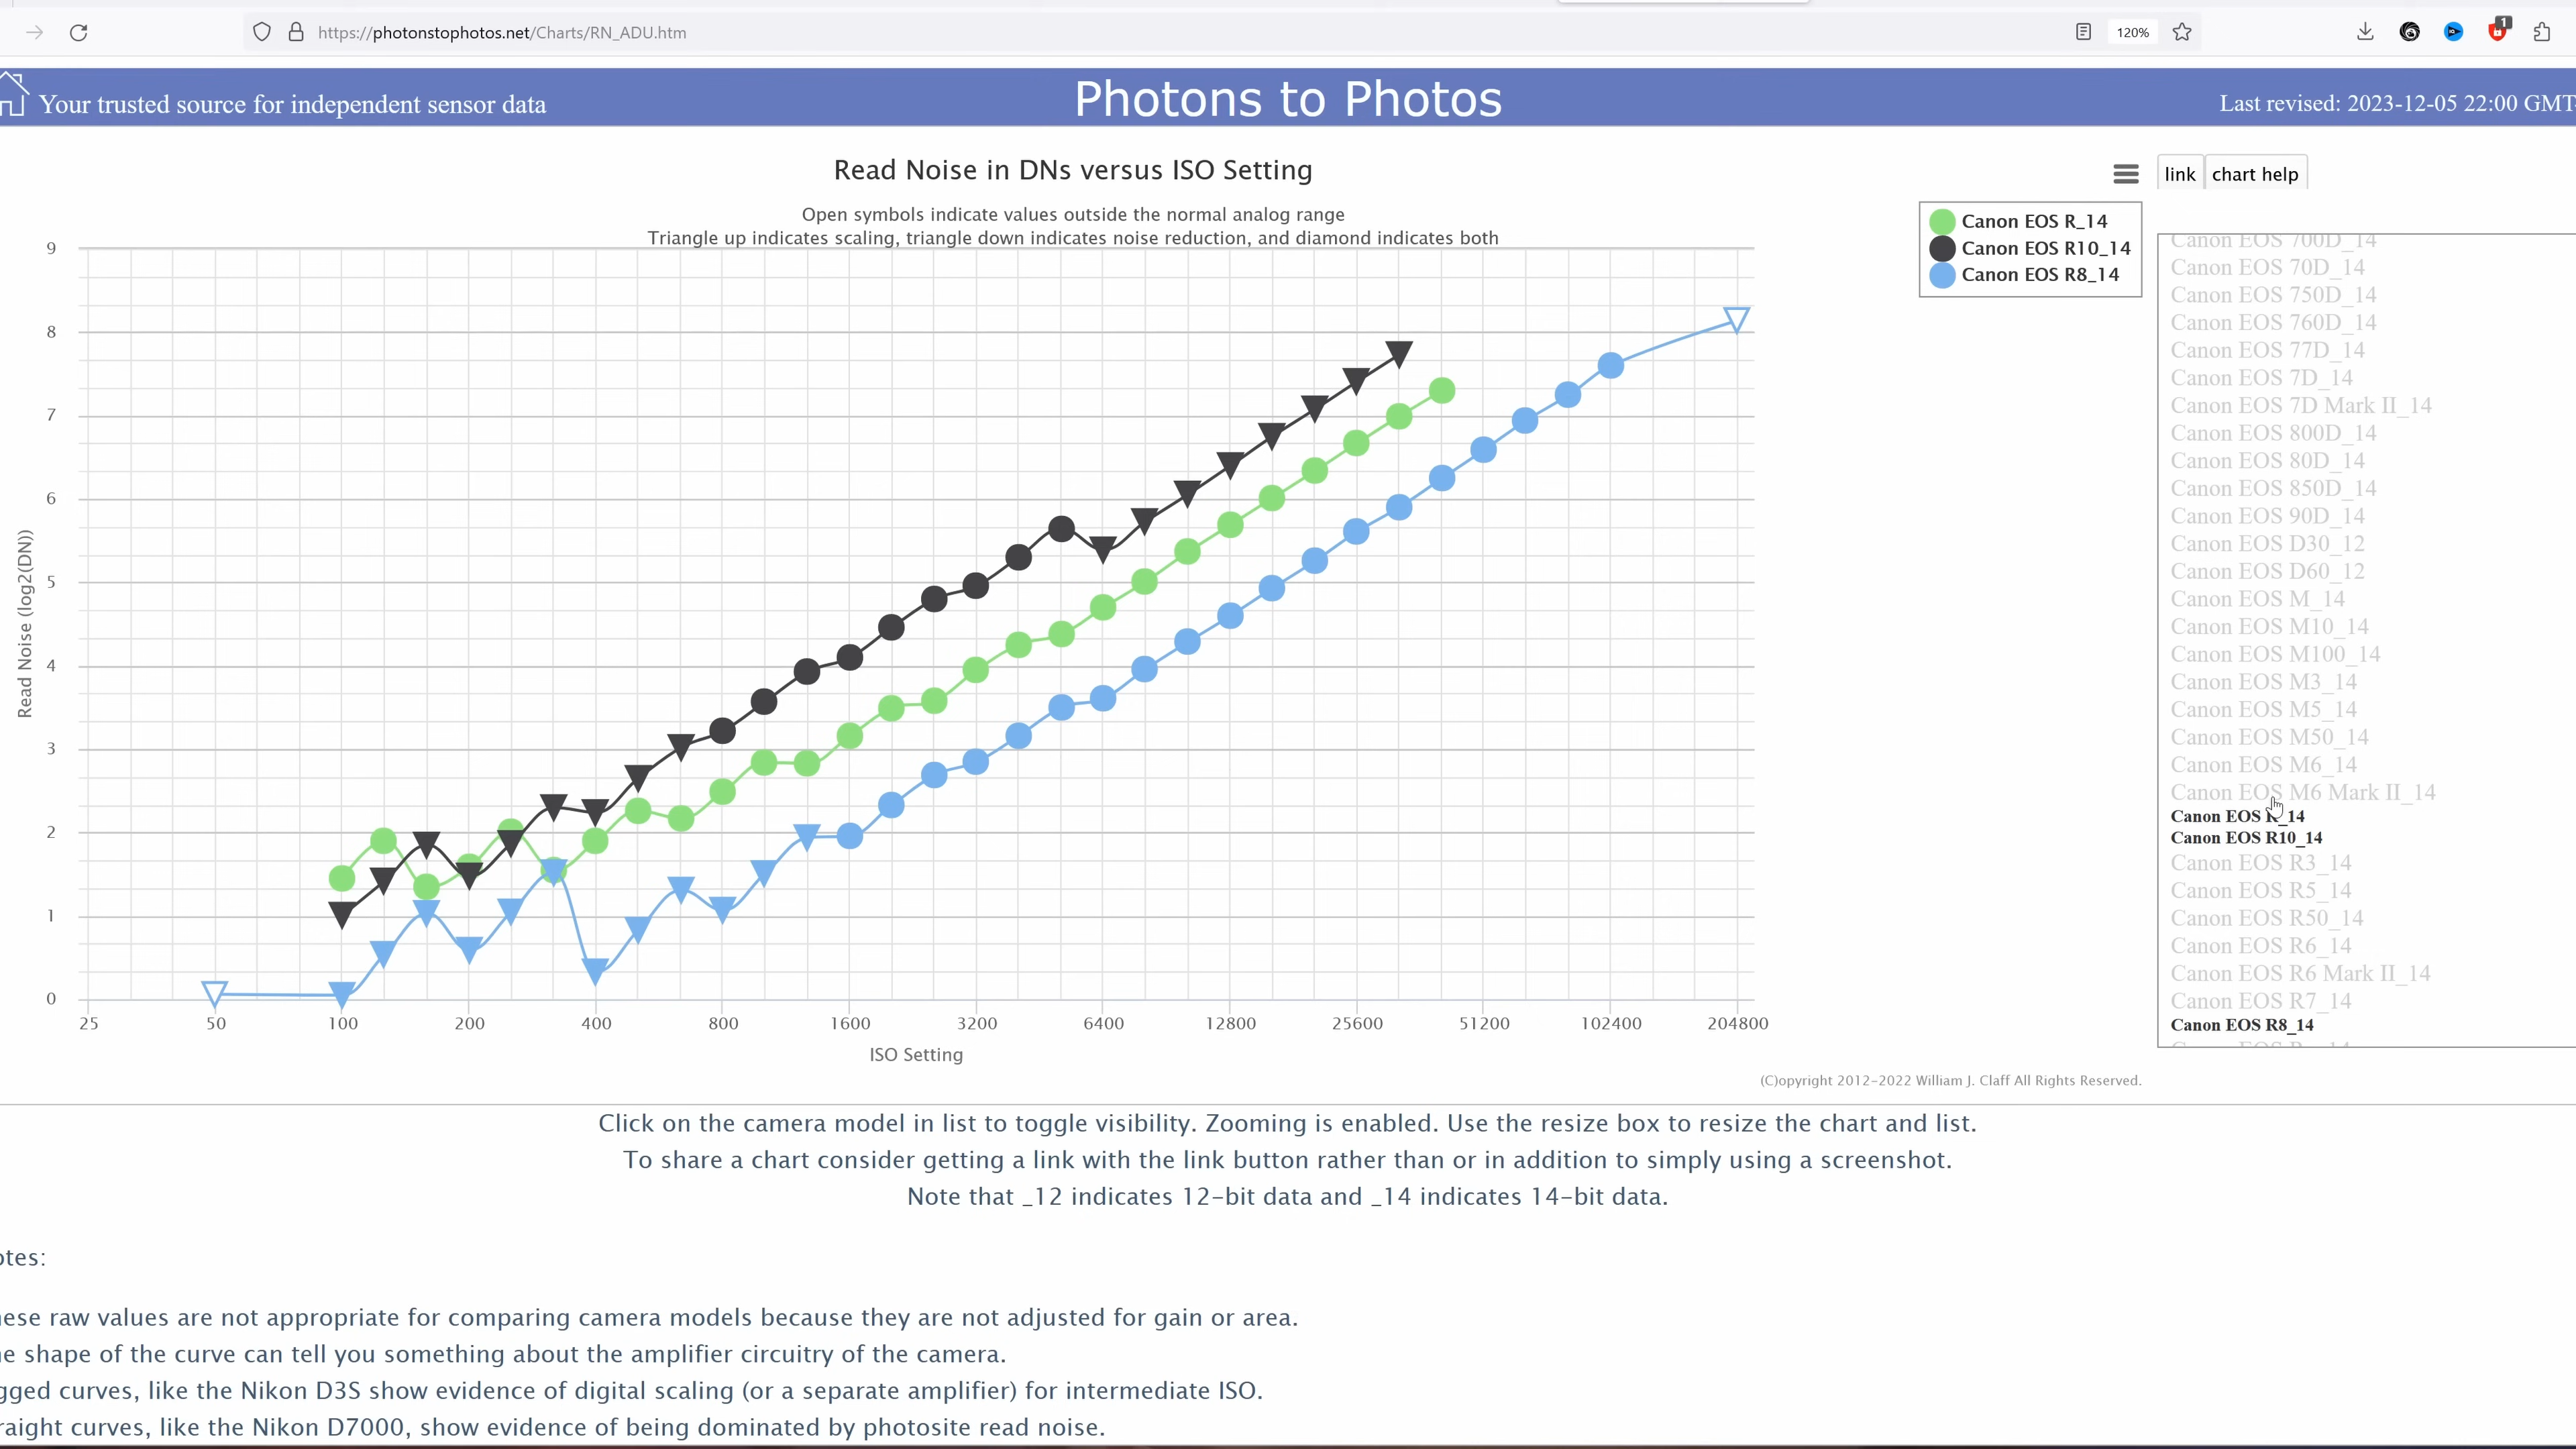 https://photonstophotos.net/Charts/RN_ADU.htm
120%
1
Your trusted source for independent sensor data
Photons to Photos
Last revised: 2023-12-05 22:00 GMT
Read Noise in DNs versus ISO Setting
Open symbols indicate values outside the normal analog range
Triangle up indicates scaling, triangle down indicates noise reduction, and diamond indicates both
link
chart help
Canon EOS R_14
Canon EOS R10_14
Canon EOS R8_14
9
8
7
6
5
4
3
2
1
0
Read Noise (log2(DN))
25 50 100 200 400 800 1600 3200 6400 12800 25600 51200 102400 204800
ISO Setting
Canon EOS 700D_14
Canon EOS 70D_14
Canon EOS 750D_14
Canon EOS 760D_14
Canon EOS 77D_14
Canon EOS 7D_14
Canon EOS 7D Mark II_14
Canon EOS 800D_14
Canon EOS 80D_14
Canon EOS 850D_14
Canon EOS 90D_14
Canon EOS D30_12
Canon EOS D60_12
Canon EOS M_14
Canon EOS M10_14
Canon EOS M100_14
Canon EOS M3_14
Canon EOS M5_14
Canon EOS M50_14
Canon EOS M6_14
Canon EOS M6 Mark II_14
Canon EOS R_14
Canon EOS R10_14
Canon EOS R3_14
Canon EOS R5_14
Canon EOS R50_14
Canon EOS R6_14
Canon EOS R6 Mark II_14
Canon EOS R7_14
Canon EOS R8_14
(C)opyright 2012-2022 William J. Claff All Rights Reserved.
Click on the camera model in list to toggle visibility. Zooming is enabled. Use the resize box to resize the chart and list.
To share a chart consider getting a link with the link button rather than or in addition to simply using a screenshot.
Note that _12 indicates 12-bit data and _14 indicates 14-bit data.
otes:
ese raw values are not appropriate for comparing camera models because they are not adjusted for gain or area.
e shape of the curve can tell you something about the amplifier circuitry of the camera.
gged curves, like the Nikon D3S show evidence of digital scaling (or a separate amplifier) for intermediate ISO.
raight curves, like the Nikon D7000, show evidence of being dominated by photosite read noise.